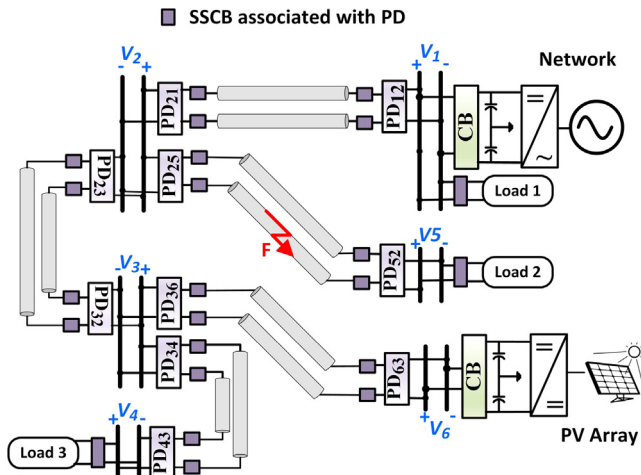 SSCB associated with PD
V2
V1
Network
- +
+ -
PD21
PD12
CB
PD23
PD25
Load 1
F
PD52
V5
+ -
Load 2
V3
- +
PD32
PD36
PD34
PD63
CB
+ -
V6
PV Array
V4
+ -
Load 3
PD43